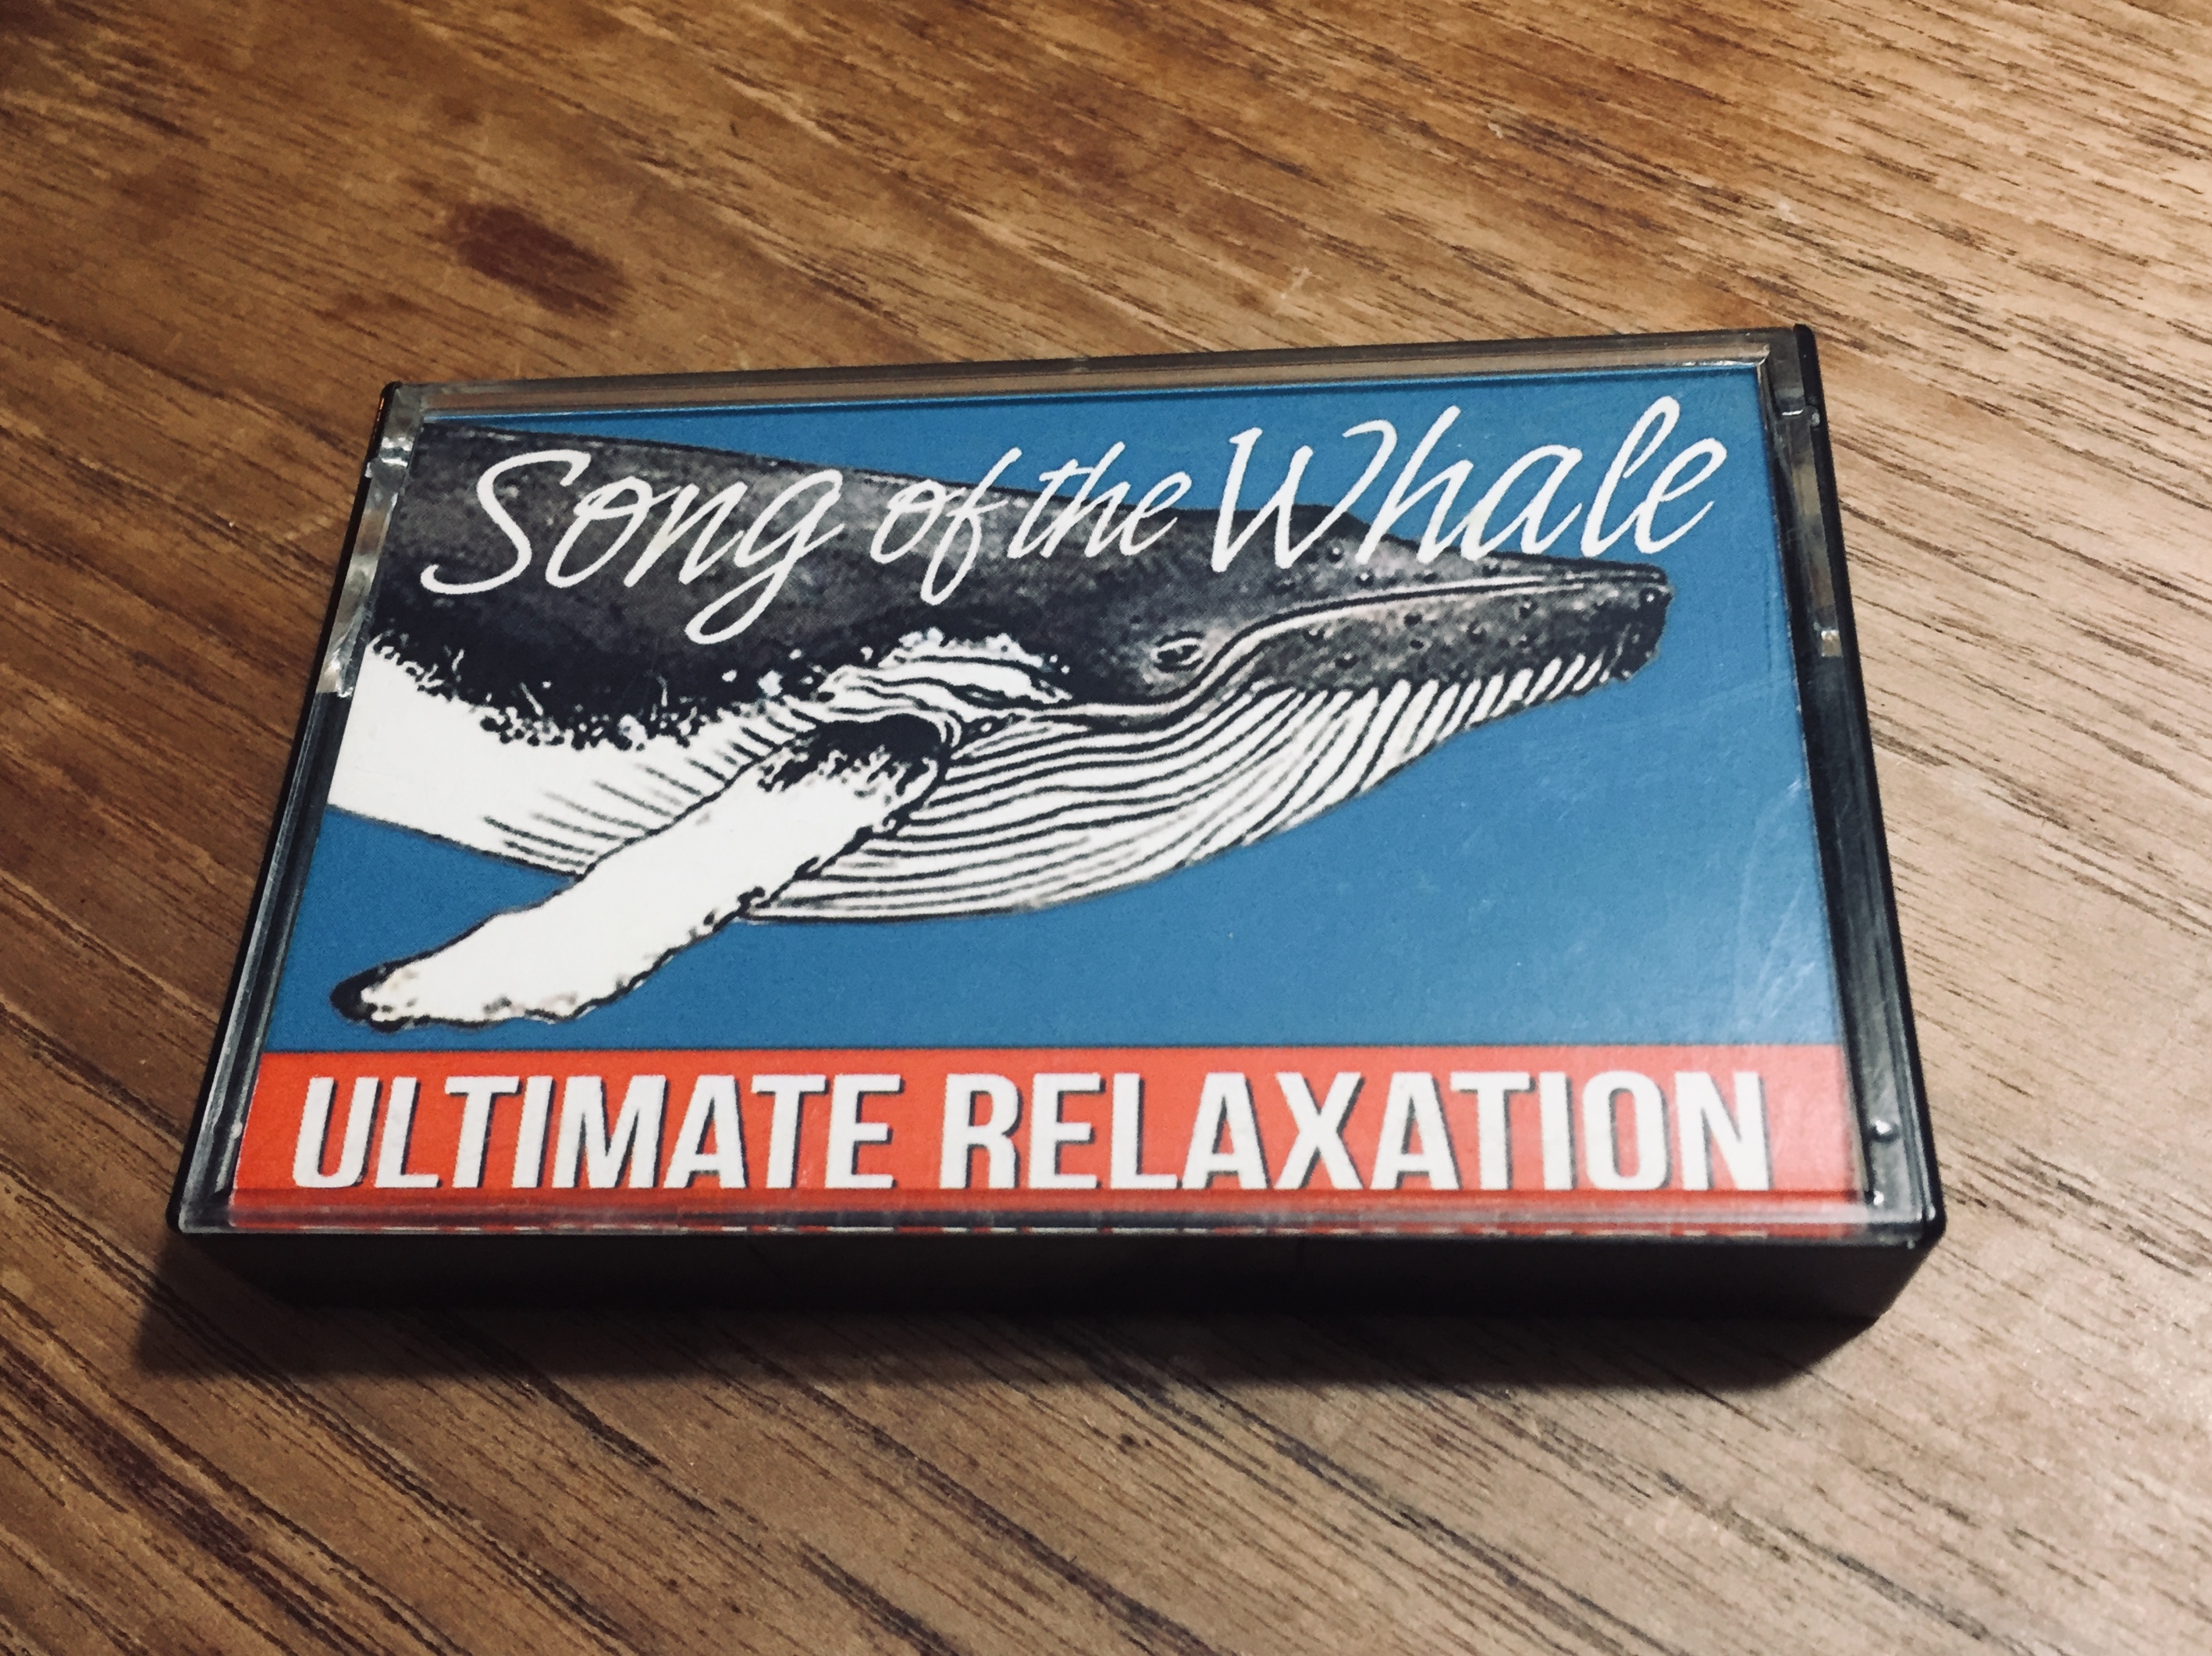 Song of the Whale
ULTIMATE RELAXATION